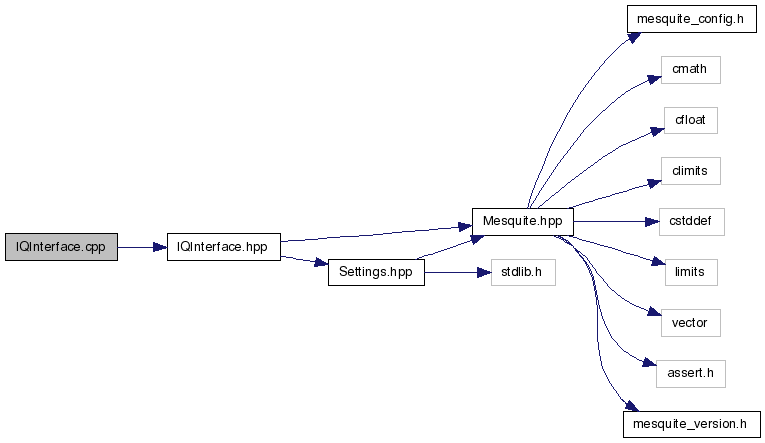 mesquite_config.h
cmath
cfloat
climits
Mesquite.hpp
cstddef
IQInterface.cpp
IQInterface.hpp
Settings.hpp
stdlib.h
limits
vector
assert.h
mesquite_version.h